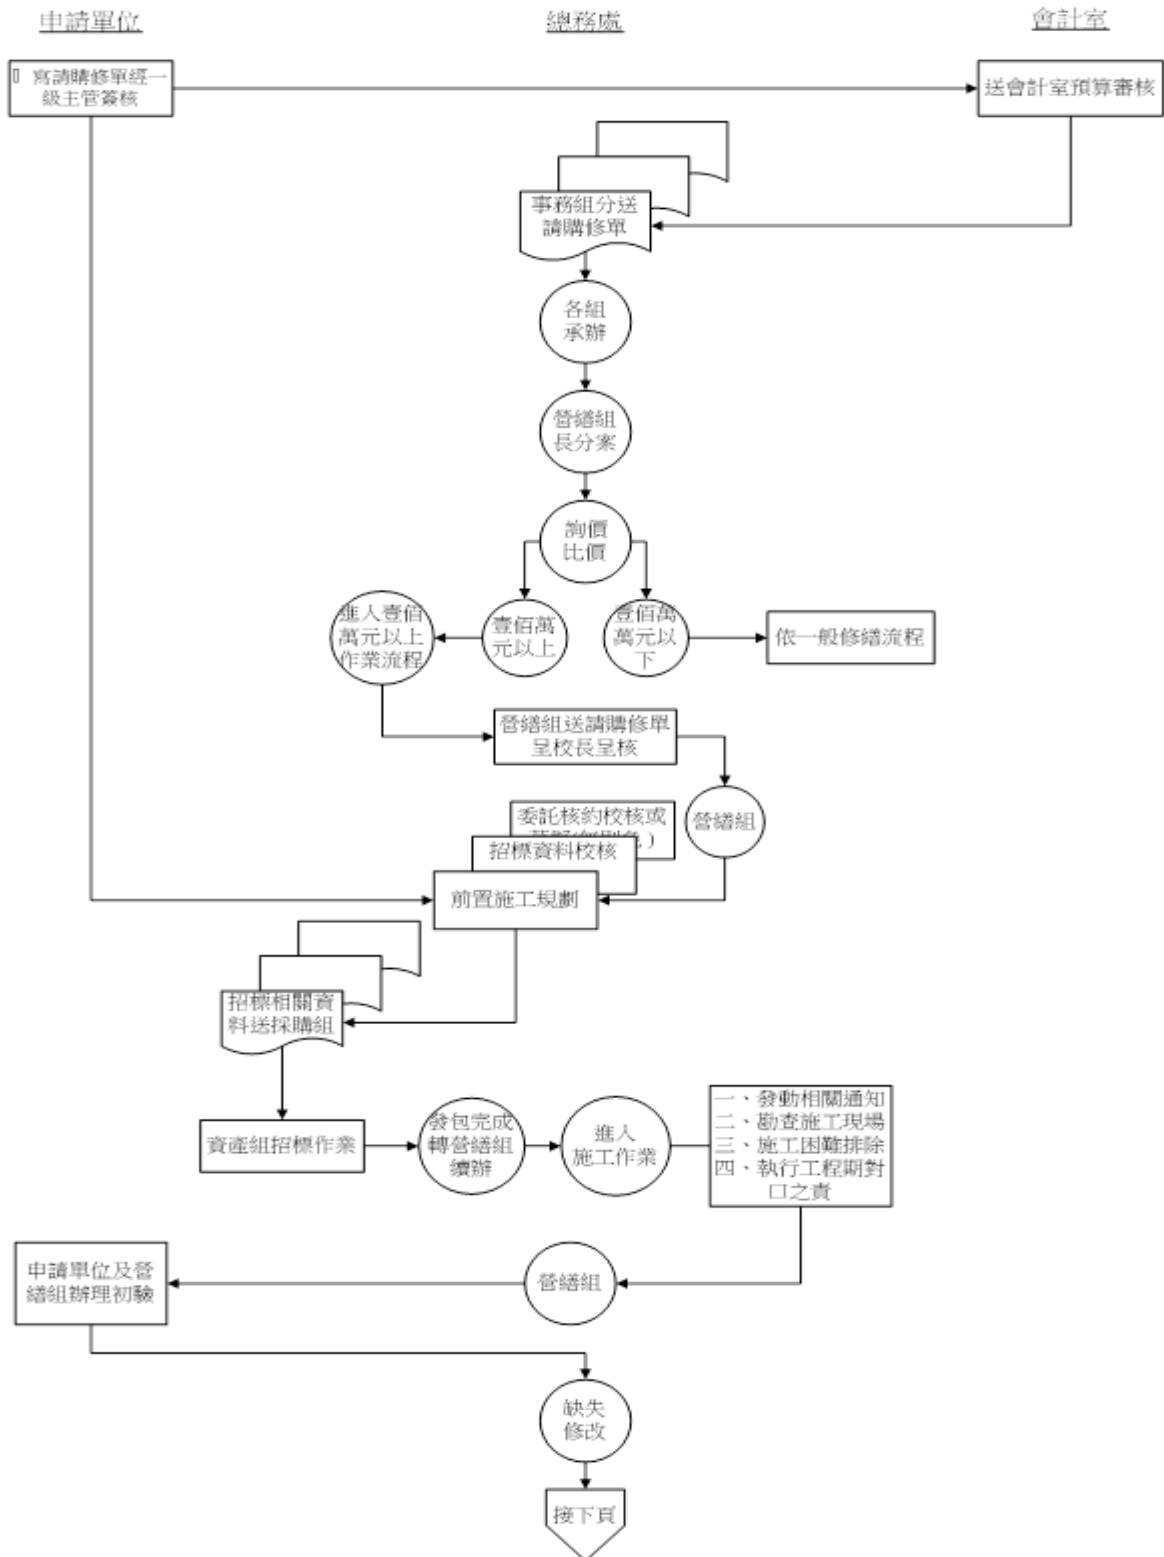 申請單位
總務處
會計室
寫請購修單經一
級主管簽核
送會計室預算審核
事務組分送
請購修單
各組
承辦
營繕組
長分案
詢價
比價
進入壹佰
萬元以上
作業流程
壹佰萬
元以上
壹佰萬
萬元以
下
依一般修繕流程
營繕組送請購修單
呈校長呈核
營繕組
委託核約校核或
)
招標資料校核
前置施工規劃
招標相關資
料送採購組
資產組招標作業
發包完成
轉營繕組
續辦
進入
施工作業
一、發動相關通知
二、勘查施工現場
三、施工困難排除
四、執行工程期對
口之責
申請單位及營
繕組辦理初驗
營繕組
缺失
修改
接下頁